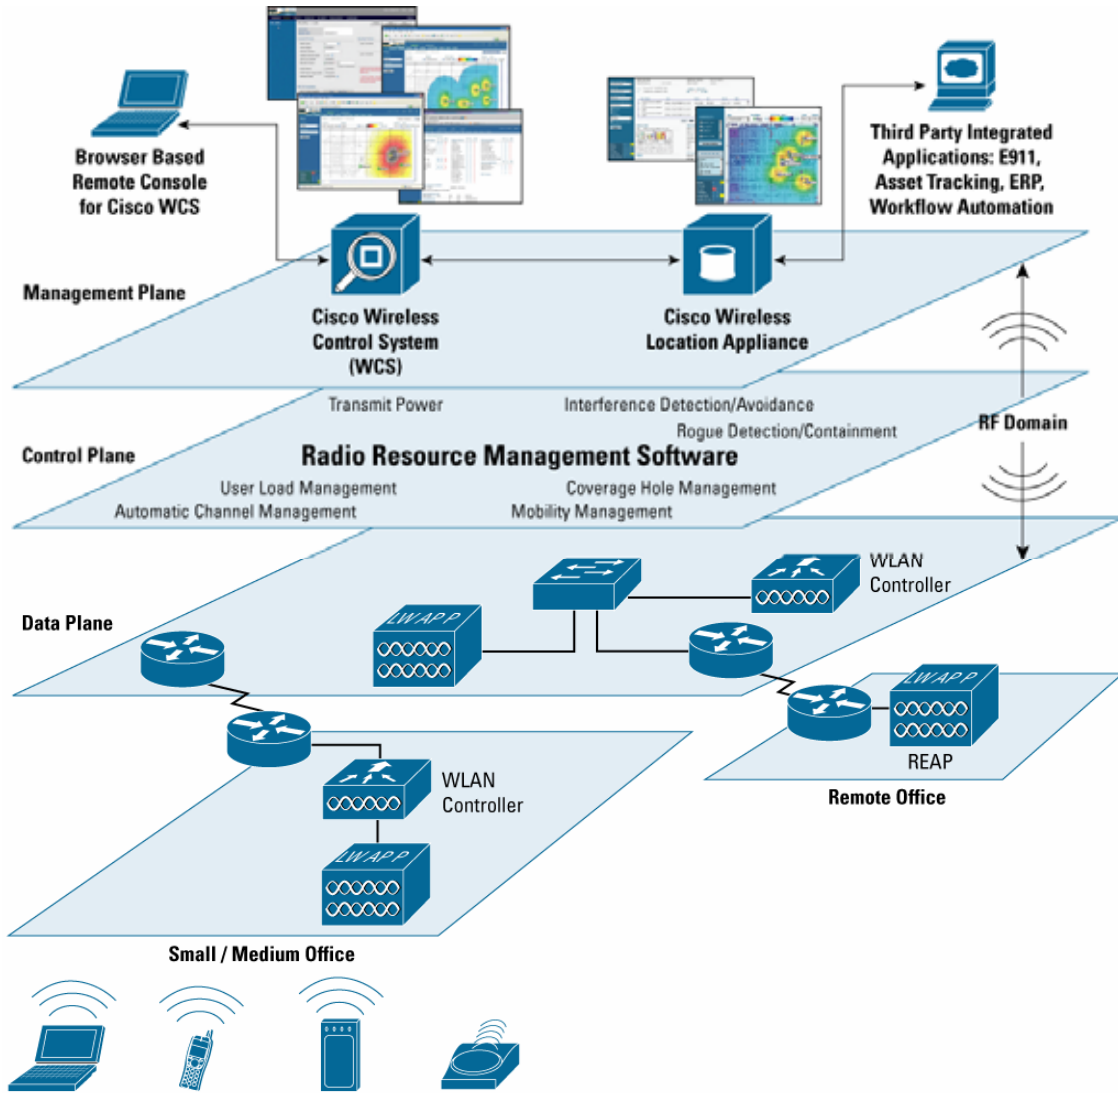 Browser Based
Remote Console
for Cisco WCS
Third Party Integrated
Applications: E911,
Asset Tracking, ERP,
Workflow Automation
Management Plane
Cisco Wireless
Control System
(WCS)
Cisco Wireless
Location Appliance
Transmit Power
Interference Detection/Avoidance
Rogue Detection/Containment
RF Domain
Control Plane
Radio Resource Management Software
User Load Management
Coverage Hole Management
Automatic Channel Management
Mobility Management
WLAN
Controller
Data Plane
LWAPP
LWAPP
REAP
Remote Office
WLAN
Controller
LWAPP
Small / Medium Office